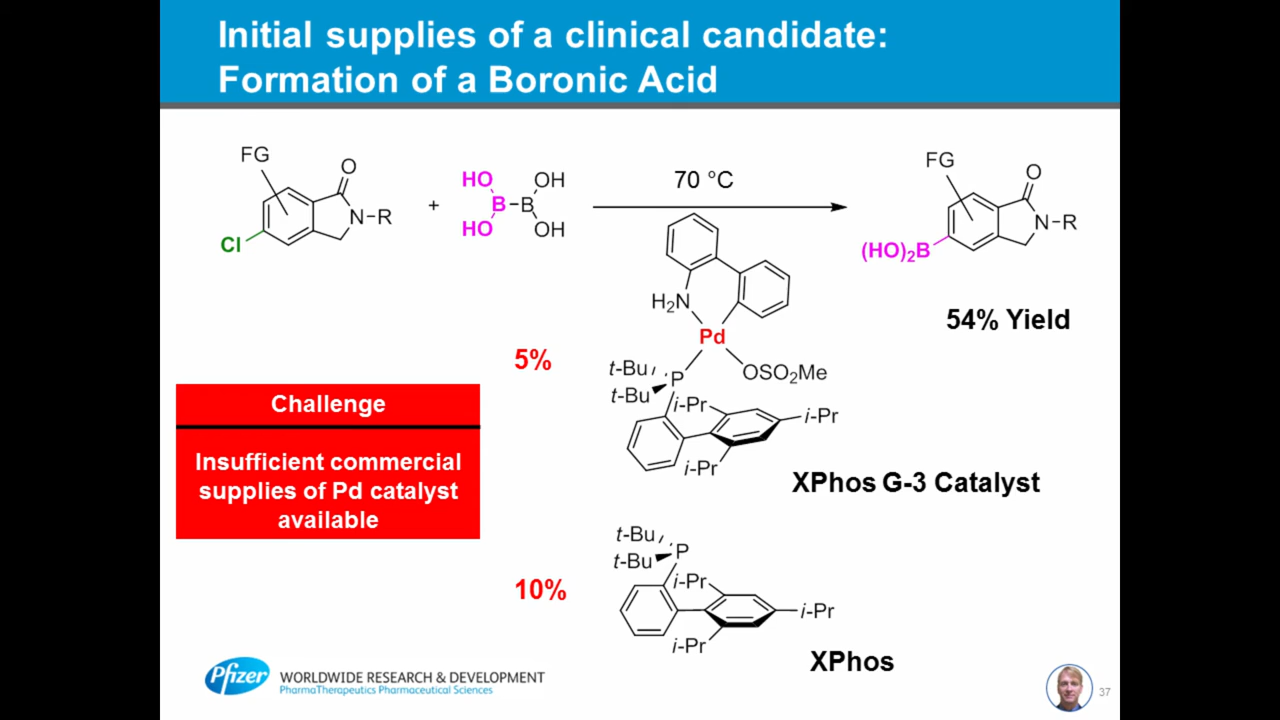 Initial supplies of a clinical candidate:
Formation of a Boronic Acid
FG
O
N-R
Cl
+
HO
OH
B-B
HO
OH
70 °C
FG
O
N-R
(HO)₂B
54% Yield
H₂N
Pd
5%
t-Bu
t-Bu
P
OSO₂Me
i-Pr
i-Pr
i-Pr
XPhos G-3 Catalyst
Challenge
Insufficient commercial
supplies of Pd catalyst
available
t-Bu
t-Bu
P
10%
i-Pr
i-Pr
i-Pr
XPhos
Pfizer
WORLDWIDE RESEARCH & DEVELOPMENT
PharmaTherapeutics Pharmaceutical Sciences
37